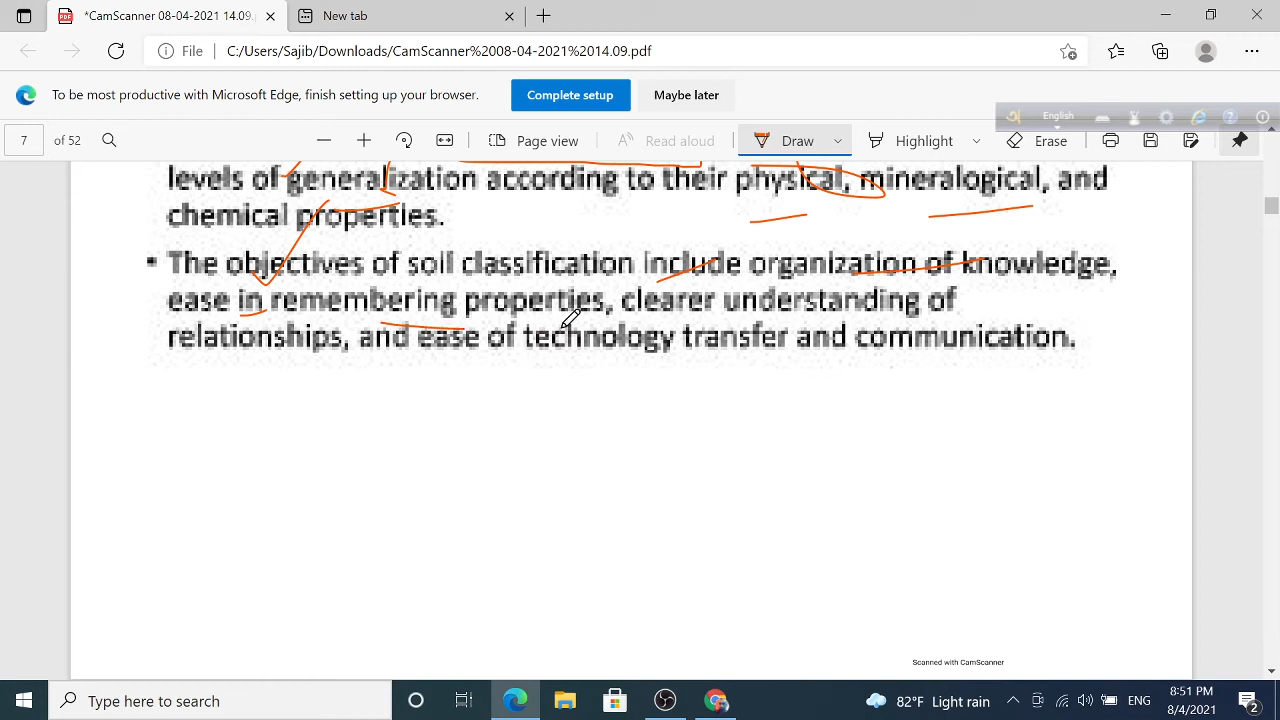 *CamScanner 08-04-2021 14.09.
New tab
File
C:/Users/Sajib/Downloads/CamScanner%2008-04-2021%2014.09.pdf
To be most productive with Microsoft Edge, finish setting up your browser.
Complete setup
Maybe later
English
7
of 52
Page view
Read aloud
Draw
Highlight
Erase
levels of generalization according to their physical, mineralogical, and
chemical properties.
▪ The objectives of soil classification include organization of knowledge,
ease in remembering properties, clearer understanding of
relationships, and ease of technology transfer and communication.
Scanned with CamScanner
Type here to search
82°F Light rain
ENG
8:51 PM
8/4/2021
2